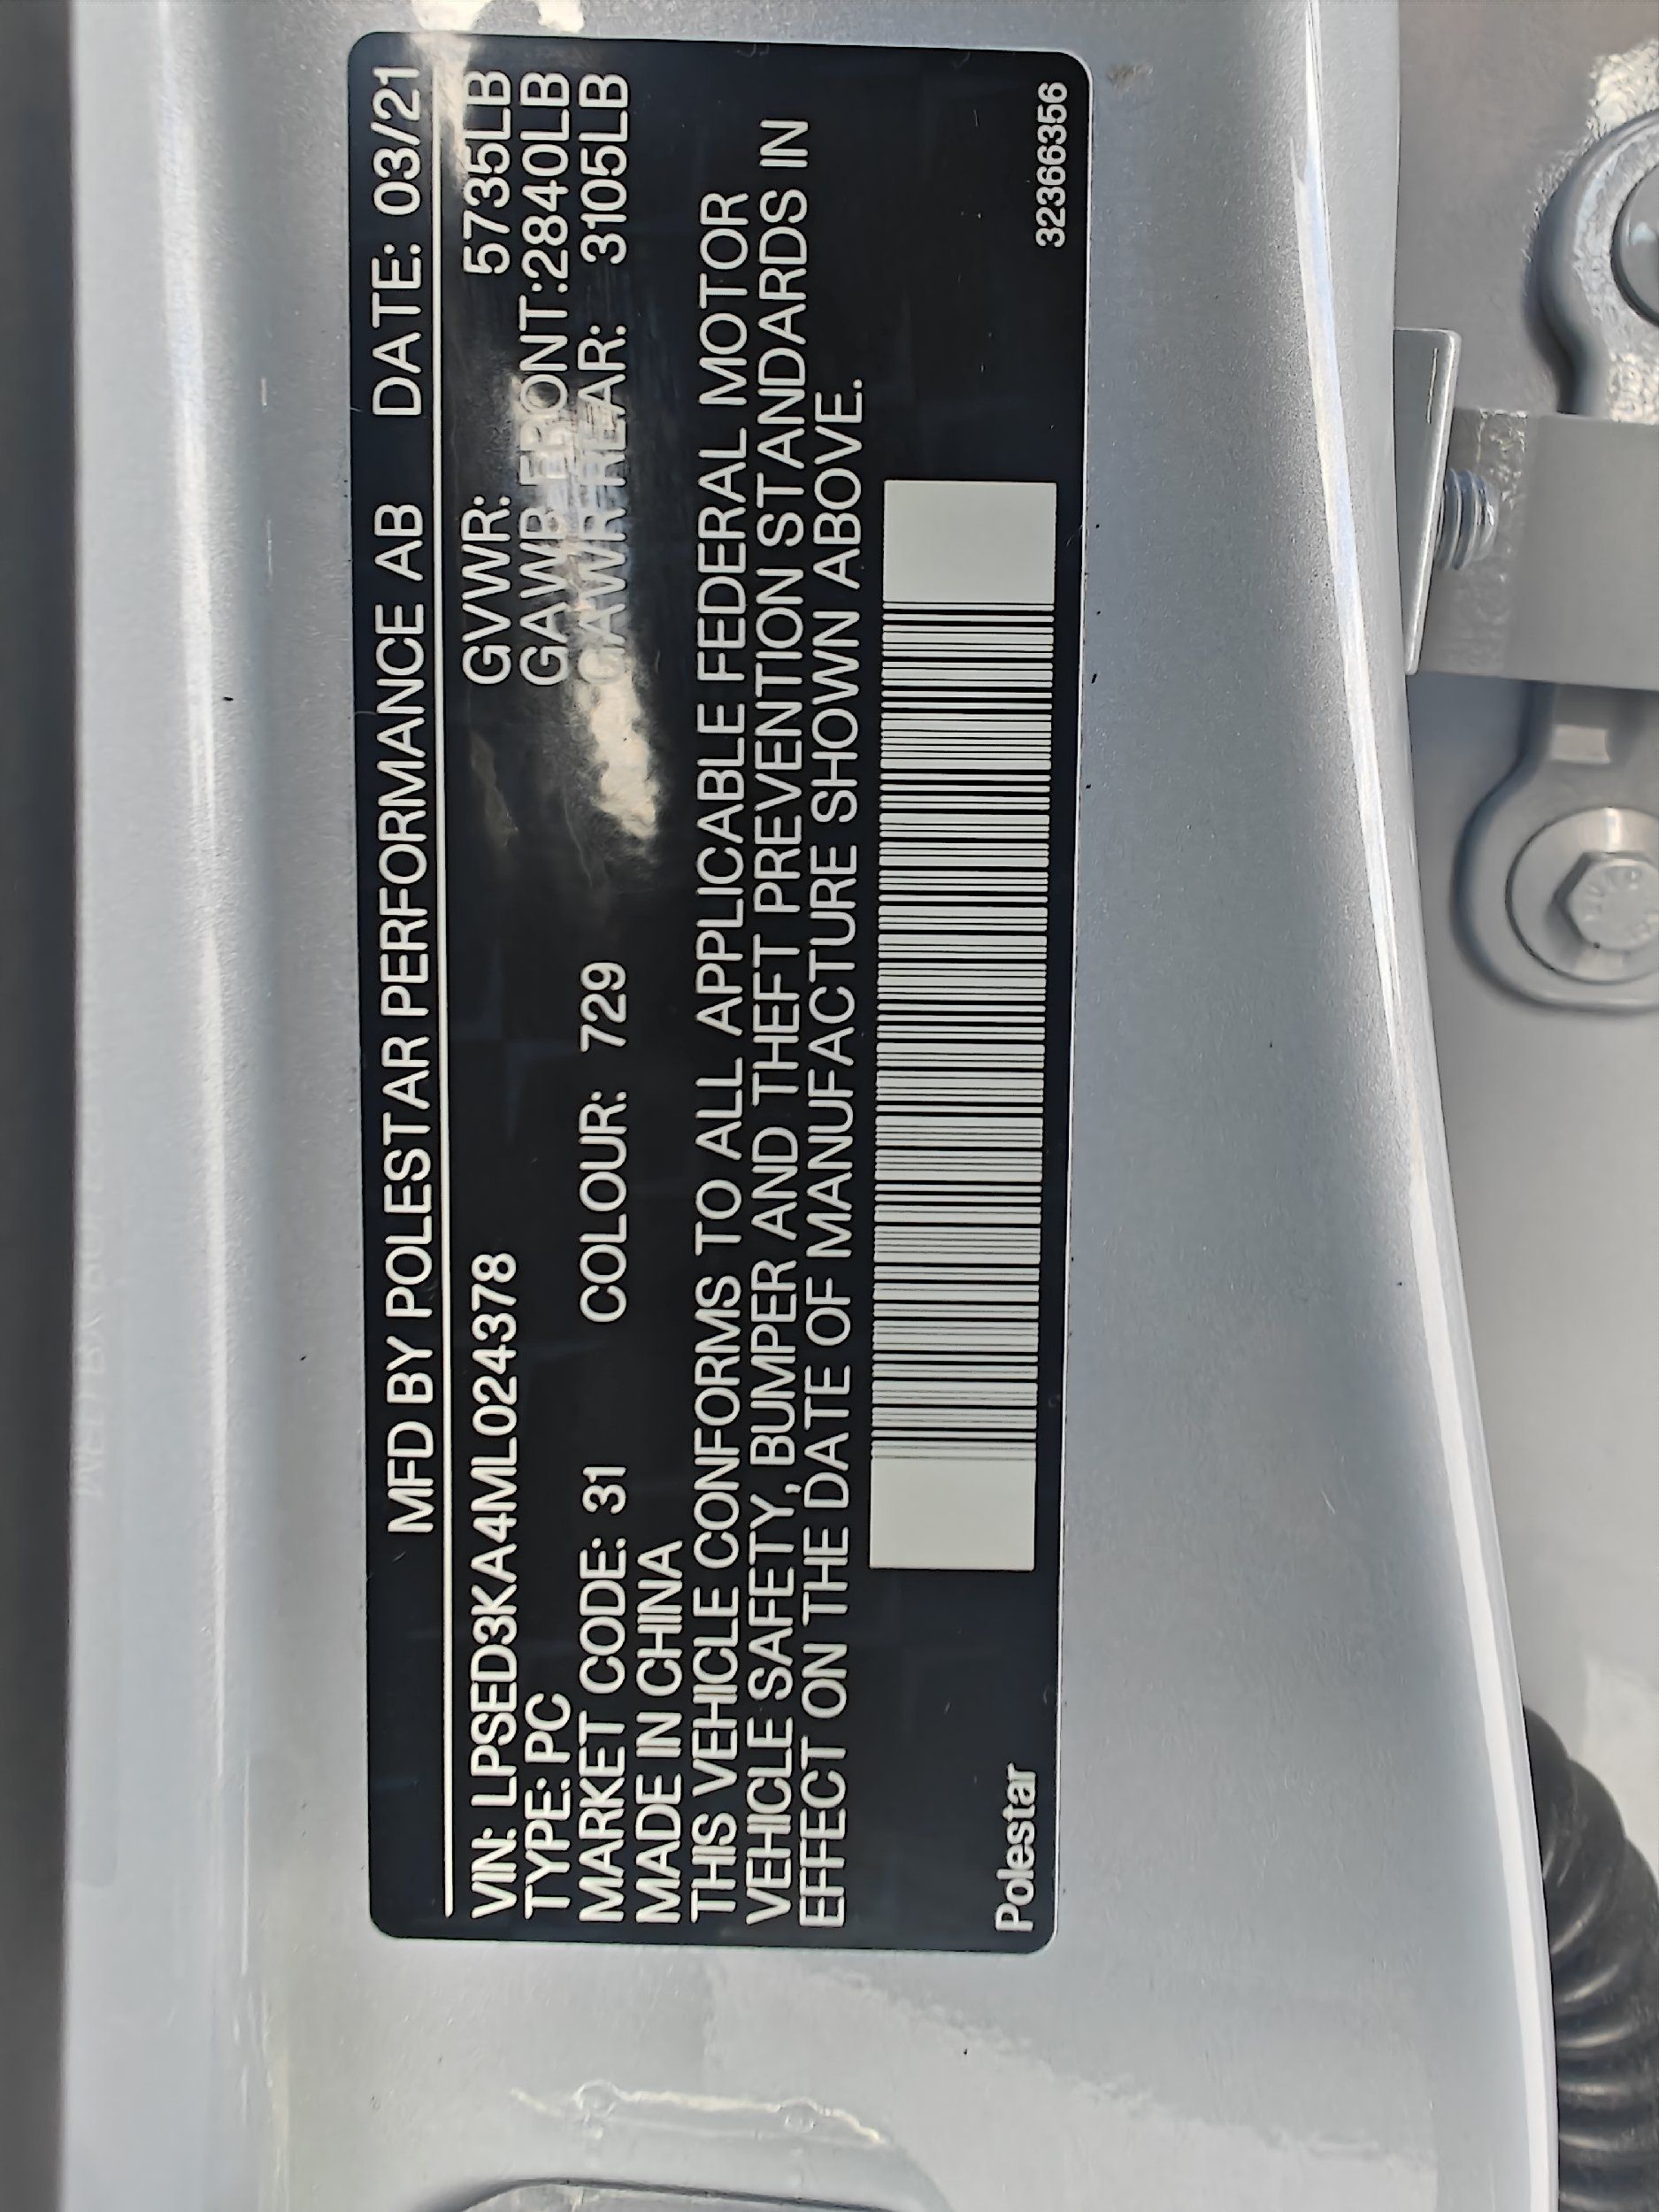 MFD BY POLESTAR PERFORMANCE AB DATE: 03/21
VIN: LPSED3KA4ML024378 GVWR: 5735LB
TYPE: PC GAWR FRONT:2840LB
MARKET CODE: 31 COLOUR: 729 GAWR REAR: 3105LB
MADE IN CHINA
THIS VEHICLE CONFORMS TO ALL APPLICABLE FEDERAL MOTOR
VEHICLE SAFETY, BUMPER AND THEFT PREVENTION STANDARDS IN
EFFECT ON THE DATE OF MANUFACTURE SHOWN ABOVE.
Polestar 32366356